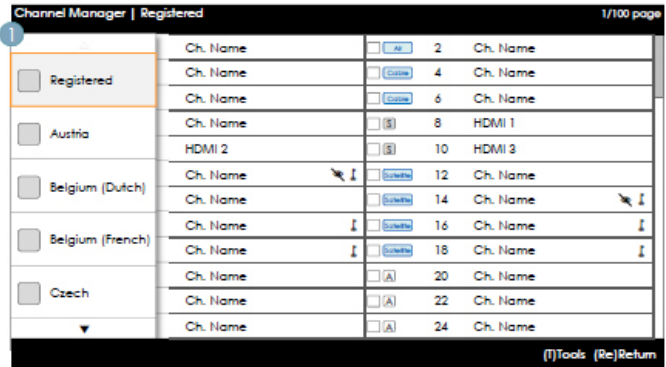 Channel Manager | Registered
1/100 page
1
Registered
Austria
Belgium (Dutch)
Belgium (French)
Czech
Ch. Name Air 2 Ch. Name
Ch. Name Cable 4 Ch. Name
Ch. Name Cable 6 Ch. Name
Ch. Name S 8 HDMI 1
HDMI 2 S 10 HDMI 3
Ch. Name Satellite 12 Ch. Name
Ch. Name Satellite 14 Ch. Name
Ch. Name Satellite 16 Ch. Name
Ch. Name Satellite 18 Ch. Name
Ch. Name A 20 Ch. Name
Ch. Name A 22 Ch. Name
Ch. Name A 24 Ch. Name
(T)Tools (Re)Return